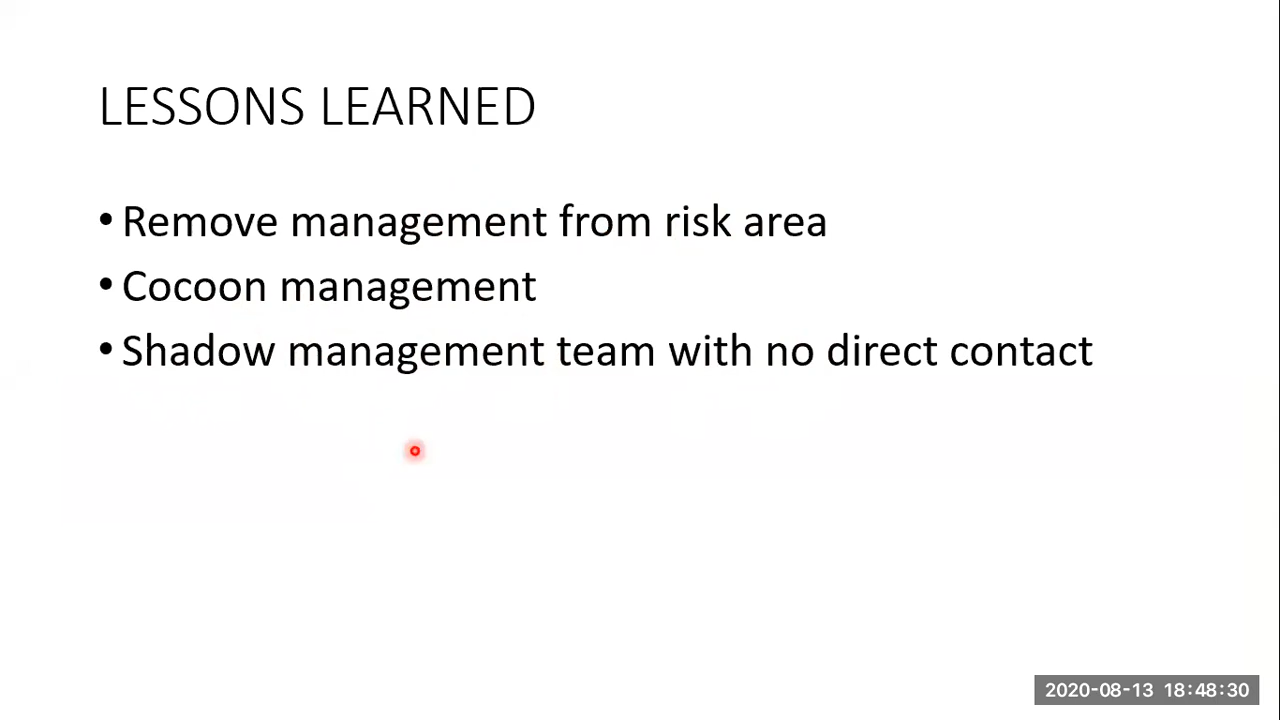 LESSONS LEARNED
• Remove management from risk area
• Cocoon management
• Shadow management team with no direct contact
2020-08-13 18:48:30